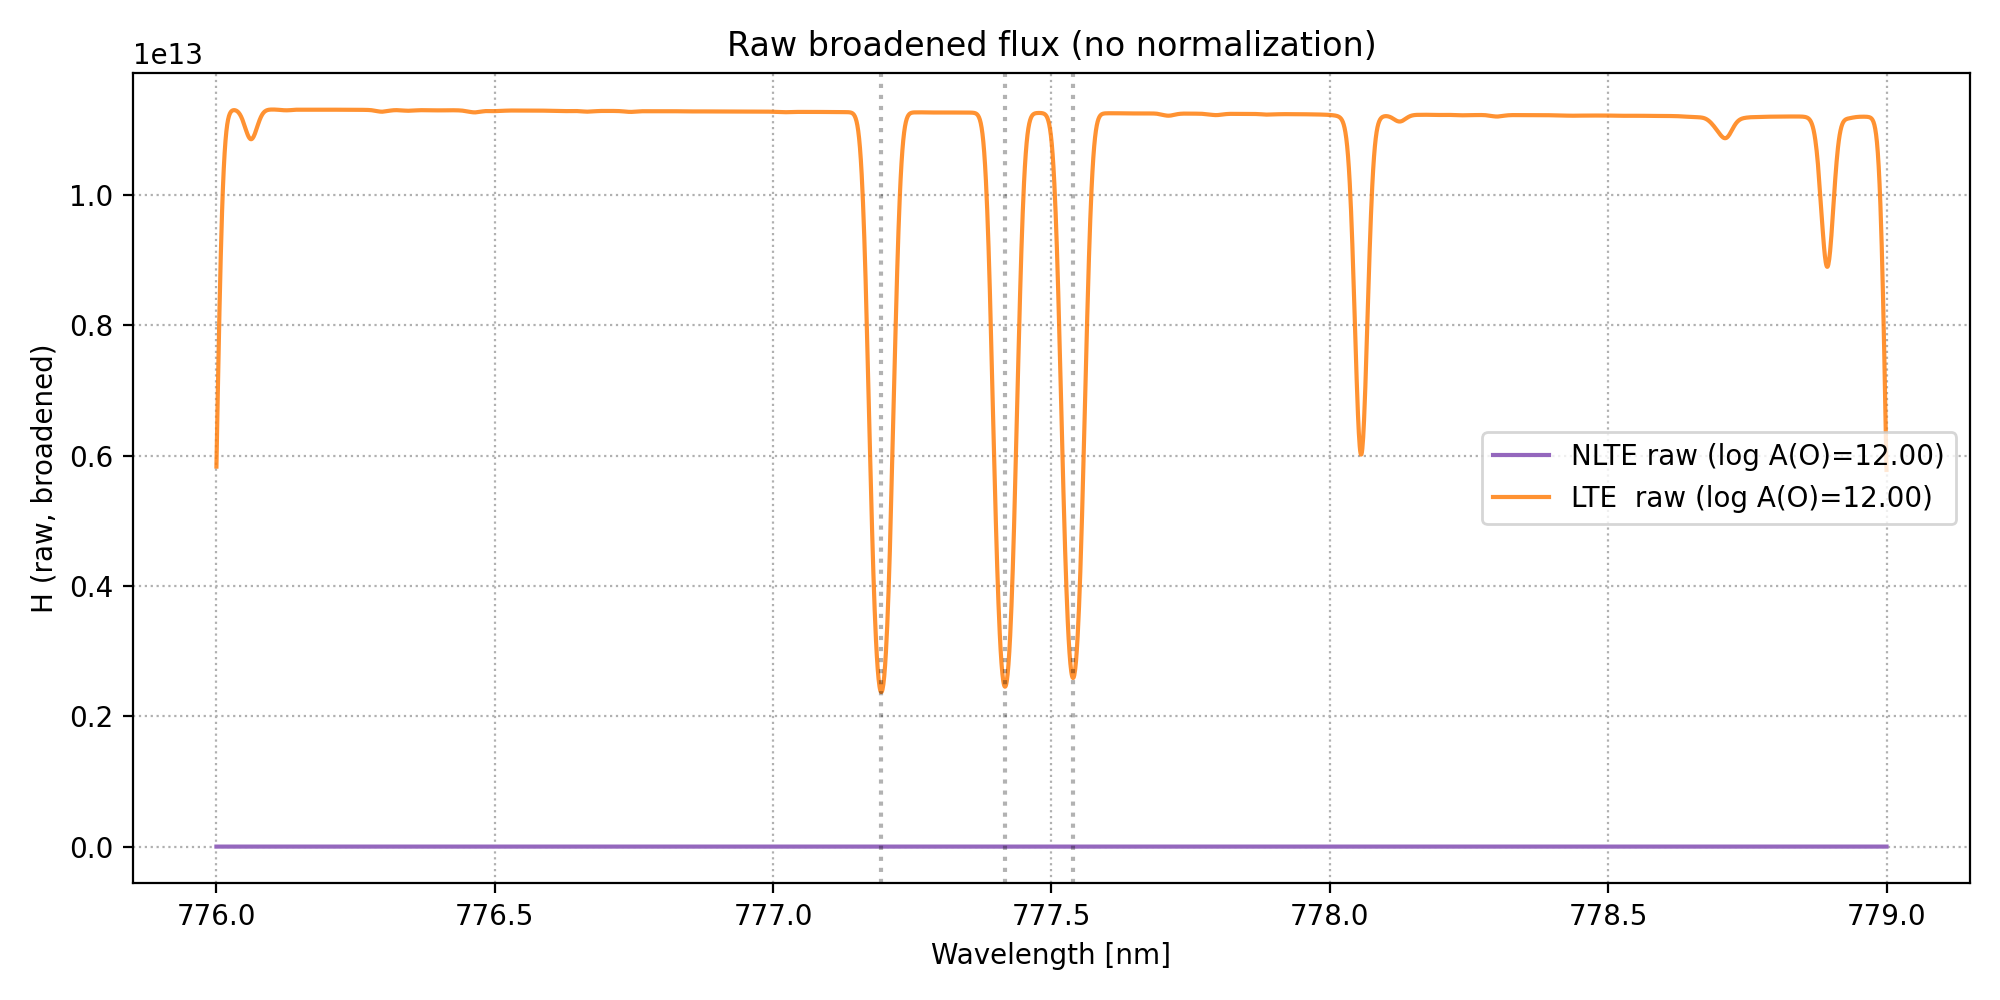 Raw broadened flux (no normalization)
1e13
1.0
0.8
0.6
0.4
0.2
0.0
H (raw, broadened)
NLTE raw (log A(O)=12.00)
LTE  raw (log A(O)=12.00)
776.0 776.5 777.0 777.5 778.0 778.5 779.0
Wavelength [nm]